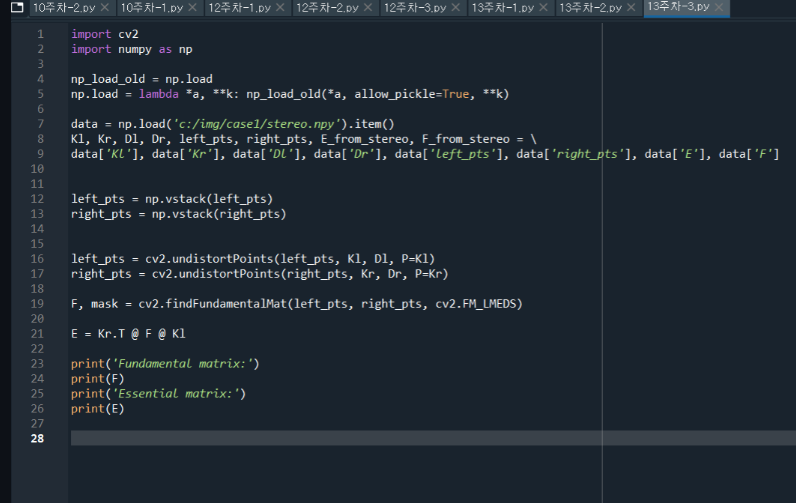 10주차-2.py 10주차-1.py 12주차-1.py 12주차-2.py 12주차-3.py 13주차-1.py 13주차-2.py 13주차-3.py
1 import cv2
2 import numpy as np
3
4 np_load_old = np.load
5 np.load = lambda *a, **k: np_load_old(*a, allow_pickle=True, **k)
6
7 data = np.load('c:/img/case1/stereo.npy').item()
8 Kl, Kr, Dl, Dr, left_pts, right_pts, E_from_stereo, F_from_stereo = \
9 data['Kl'], data['Kr'], data['Dl'], data['Dr'], data['left_pts'], data['right_pts'], data['E'], data['F']
10
11
12 left_pts = np.vstack(left_pts)
13 right_pts = np.vstack(right_pts)
14
15
16 left_pts = cv2.undistortPoints(left_pts, Kl, Dl, P=Kl)
17 right_pts = cv2.undistortPoints(right_pts, Kr, Dr, P=Kr)
18
19 F, mask = cv2.findFundamentalMat(left_pts, right_pts, cv2.FM_LMEDS)
20
21 E = Kr.T @ F @ Kl
22
23 print('Fundamental matrix:')
24 print(F)
25 print('Essential matrix:')
26 print(E)
27
28